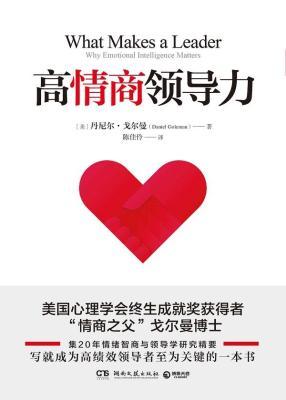 What Makes a Leader
Why Emotional Intelligence Matters
高情商领导力
［美］丹尼尔·戈尔曼（Daniel Goleman）——著
陈佳伶——译
美国心理学会终生成就奖获得者
“情商之父”戈尔曼博士
集20年情绪智商与领导学研究精要
写就成为高绩效领导者至为关键的一本书
湖南文艺出版社
博集天卷